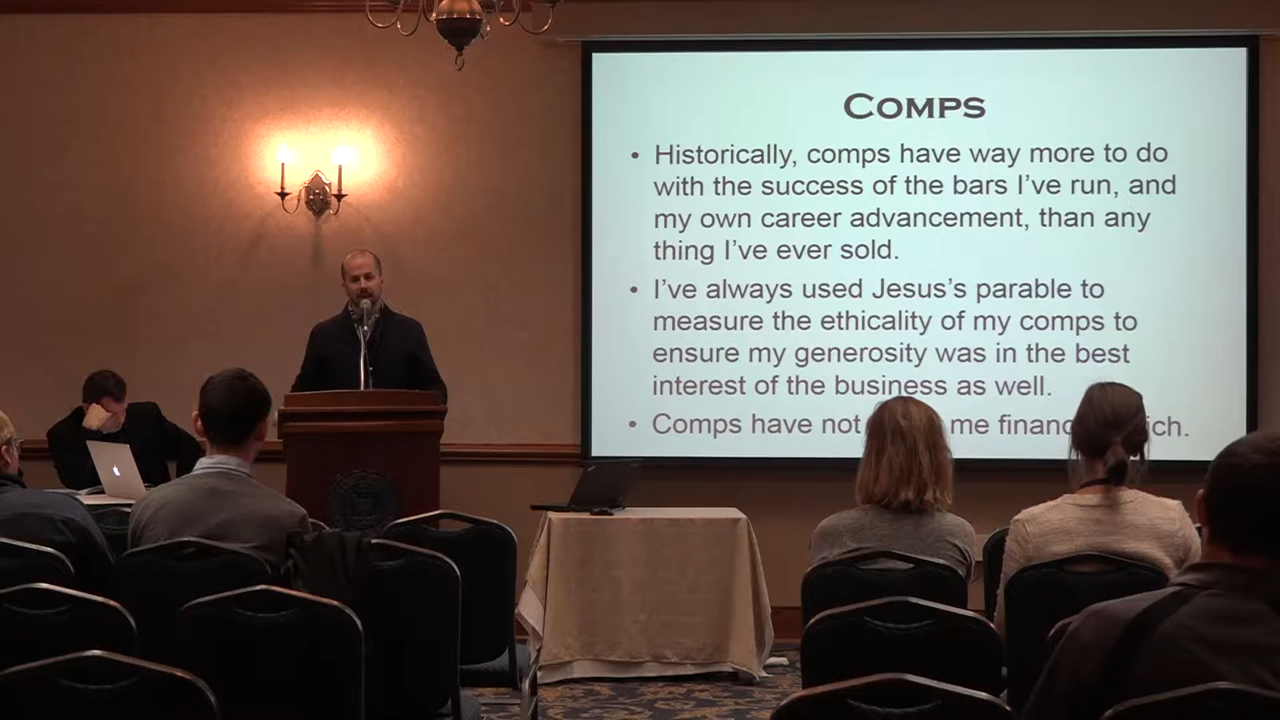 COMPS
• Historically, comps have way more to do
with the success of the bars I've run, and
my own career advancement, than any
thing I've ever sold.
• I've always used Jesus's parable to
measure the ethicality of my comps to
ensure my generosity was in the best
interest of the business as well.
• Comps have not me